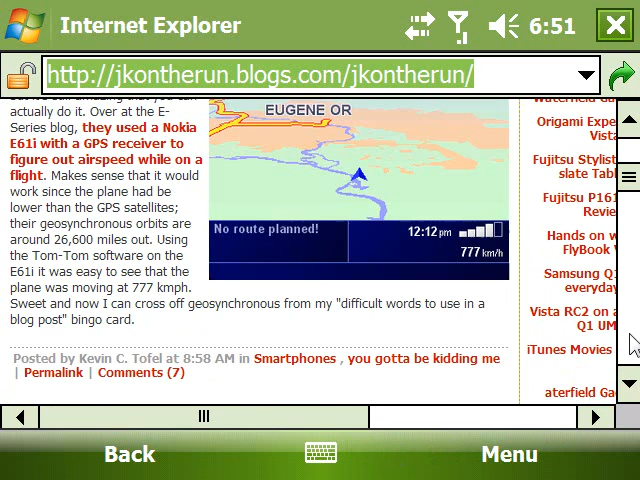 Internet Explorer
6:51
http://jkontherun.blogs.com/jkontherun/
actually do it. Over at the E-
Series blog, they used a Nokia
E61i with a GPS receiver to
figure out airspeed while on a
flight. Makes sense that it would
work since the plane had be
lower than the GPS satellites;
their geosynchronous orbits are
around 26,600 miles out. Using
the Tom-Tom software on the
E61i it was easy to see that the
plane was moving at 777 kmph.
Sweet and now I can cross off geosynchronous from my "difficult words to use in a
blog post" bingo card.
EUGENE OR
No route planned!
12:12pm
777 km/h
Posted by Kevin C. Tofel at 8:58 AM in Smartphones , you gotta be kidding me
| Permalink | Comments (7)
Origami Expe
Vista
Fujitsu Stylist
slate Tabl
Fujitsu P161
Revie
Hands on w
FlyBook V
Samsung Q
everyday
Vista RC2 on a
Q1 UM
iTunes Movies
aterfield Ga
Back
Menu